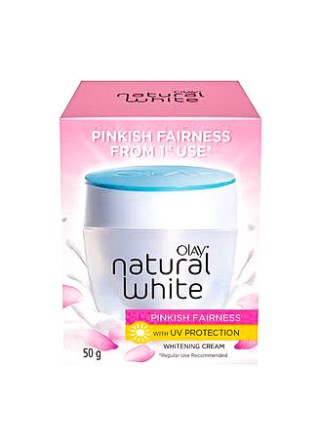 OLAY
natural
white
PINKISH FAIRNESS
FROM 1st USE*
OLAY
natural
white
PINKISH FAIRNESS
with UV PROTECTION
WHITENING CREAM
50 g
*Regular Use Recommended